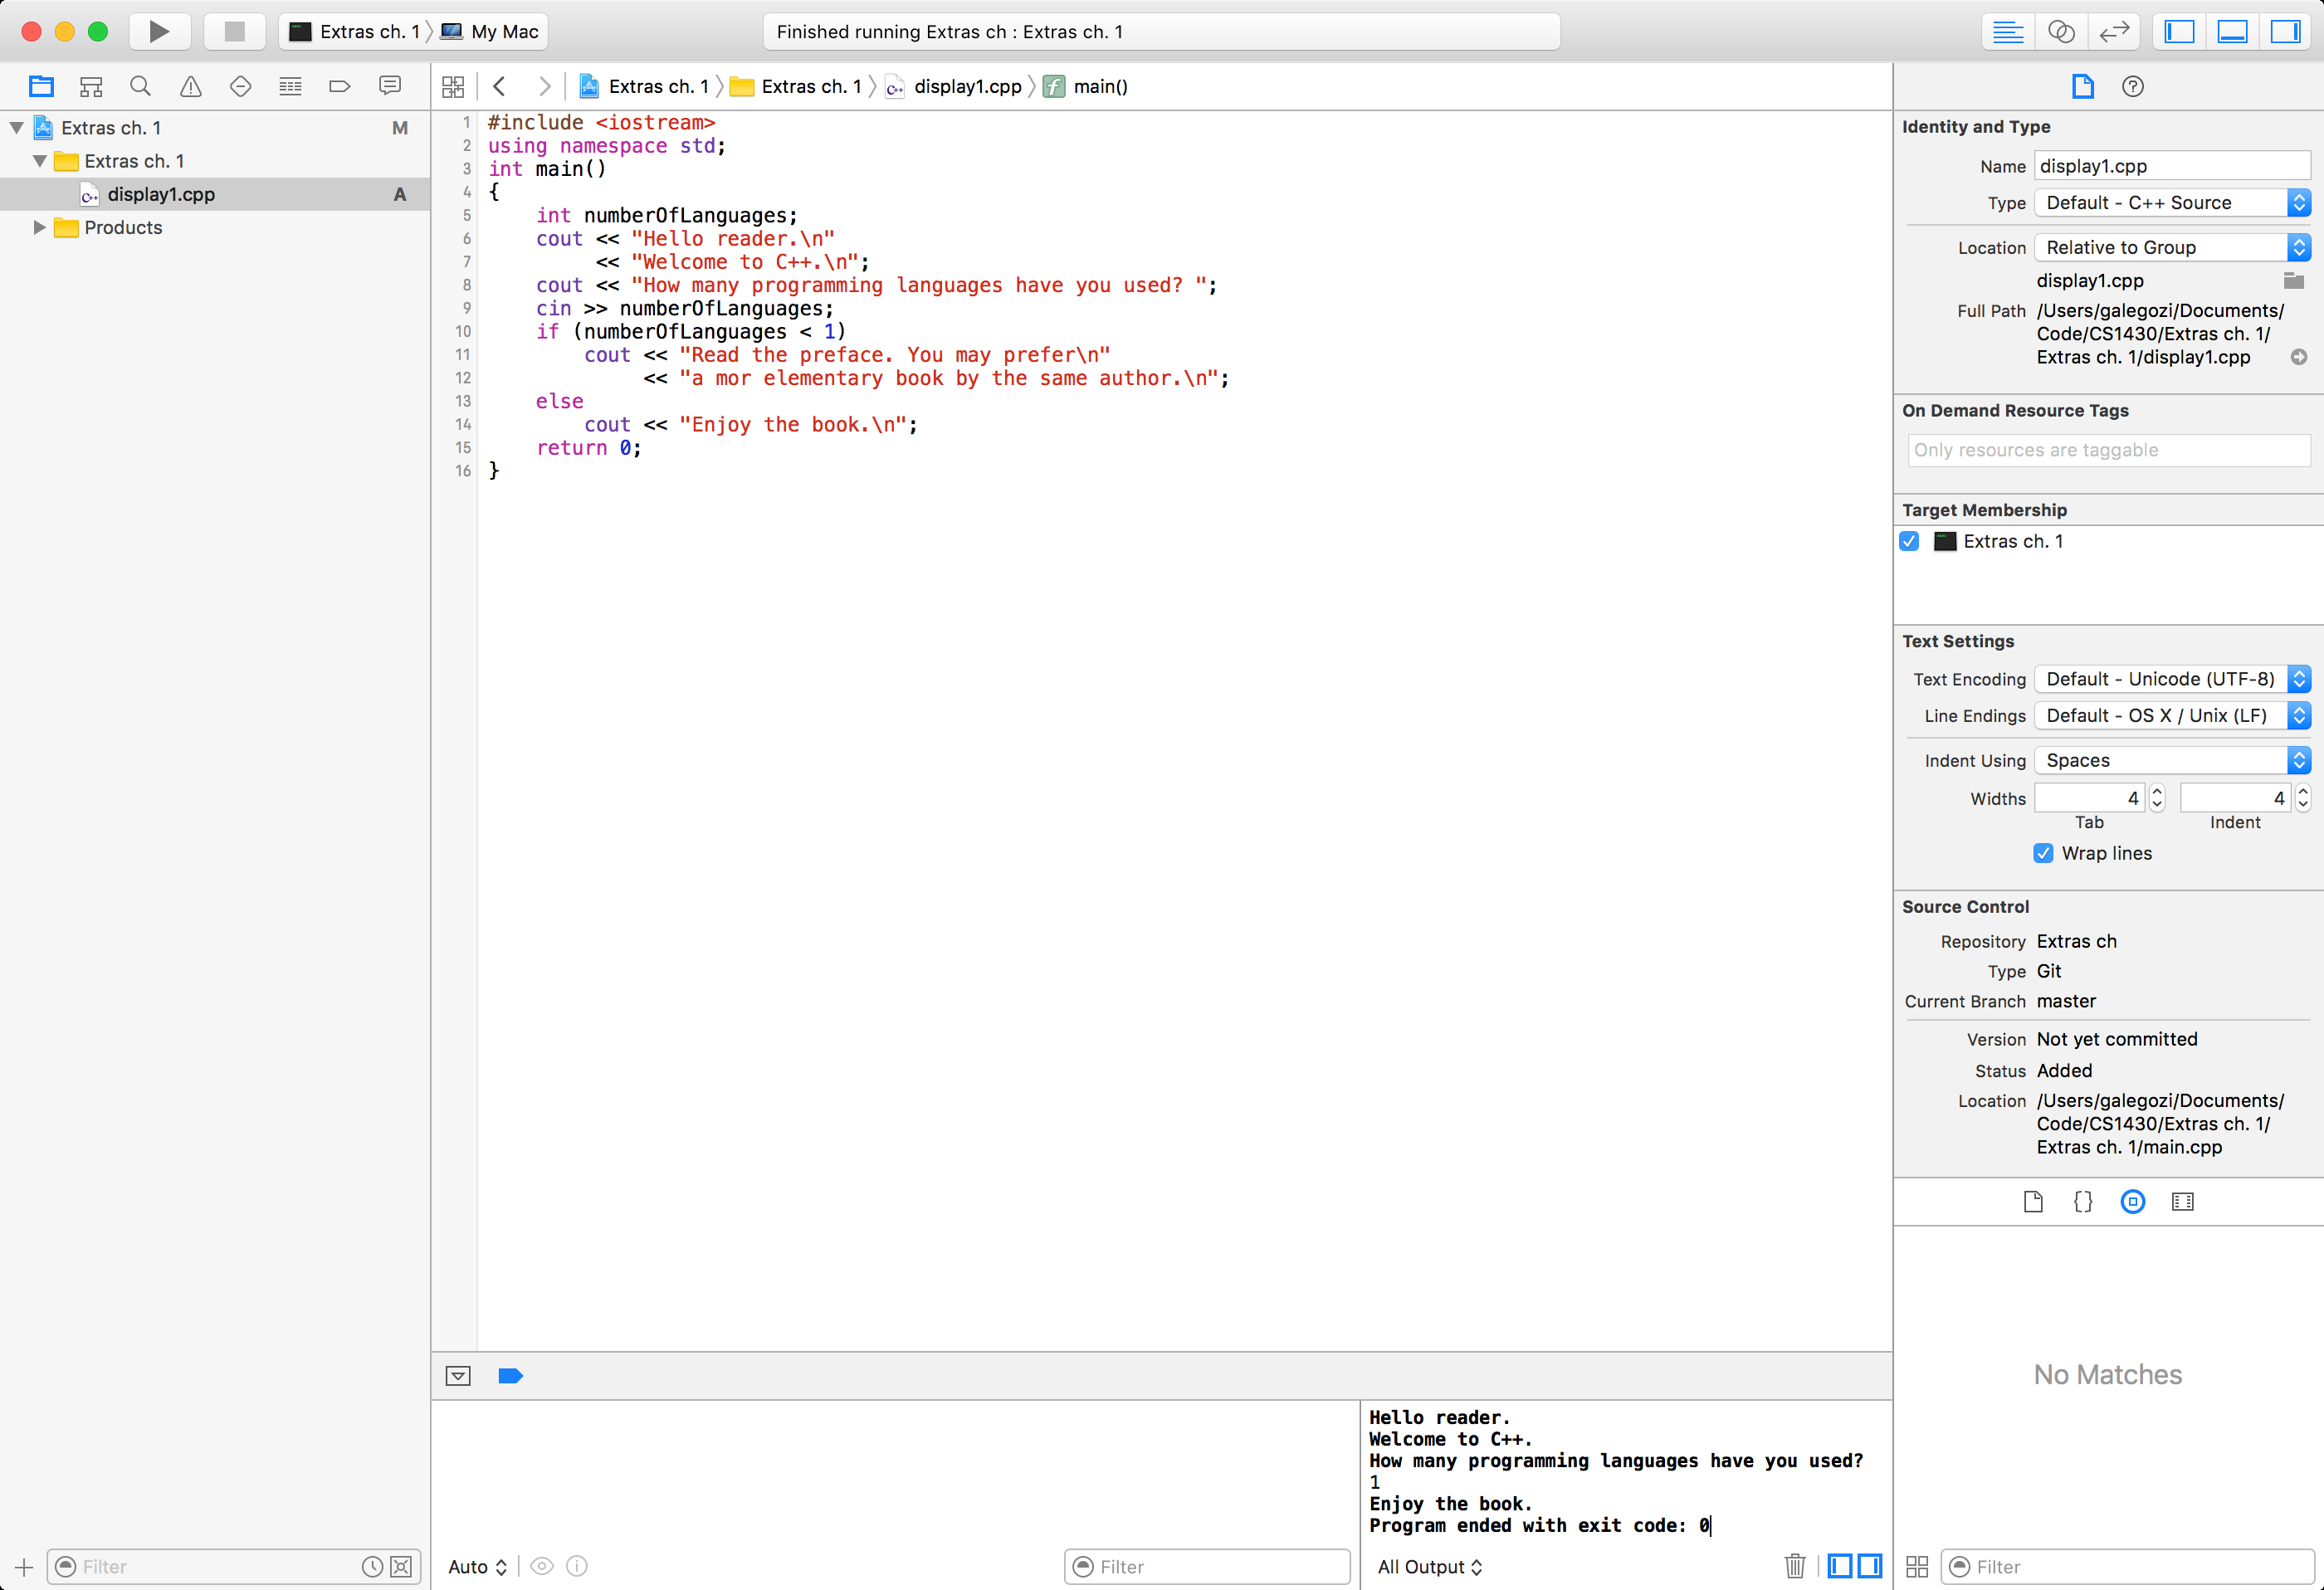 Extras ch. 1 〉 My Mac
Finished running Extras ch : Extras ch. 1
Extras ch. 1 〉 Extras ch. 1 〉 display1.cpp 〉 main()
Extras ch. 1 M
Extras ch. 1
display1.cpp A
Products
1 #include <iostream>
2 using namespace std;
3 int main()
4 {
5     int numberOfLanguages;
6     cout << "Hello reader.\n"
7          << "Welcome to C++.\n";
8     cout << "How many programming languages have you used? ";
9     cin >> numberOfLanguages;
10     if (numberOfLanguages < 1)
11         cout << "Read the preface. You may prefer\n"
12              << "a mor elementary book by the same author.\n";
13     else
14         cout << "Enjoy the book.\n";
15     return 0;
16 }
Hello reader.
Welcome to C++.
How many programming languages have you used?
1
Enjoy the book.
Program ended with exit code: 0
Filter
Auto
Filter
All Output
Identity and Type
Name display1.cpp
Type Default - C++ Source
Location Relative to Group
display1.cpp
Full Path /Users/galegozi/Documents/
Code/CS1430/Extras ch. 1/
Extras ch. 1/display1.cpp
On Demand Resource Tags
Only resources are taggable
Target Membership
Extras ch. 1
Text Settings
Text Encoding Default - Unicode (UTF-8)
Line Endings Default - OS X / Unix (LF)
Indent Using Spaces
Widths 4 4
Tab Indent
Wrap lines
Source Control
Repository Extras ch
Type Git
Current Branch master
Version Not yet committed
Status Added
Location /Users/galegozi/Documents/
Code/CS1430/Extras ch. 1/
Extras ch. 1/main.cpp
{}
No Matches
Filter